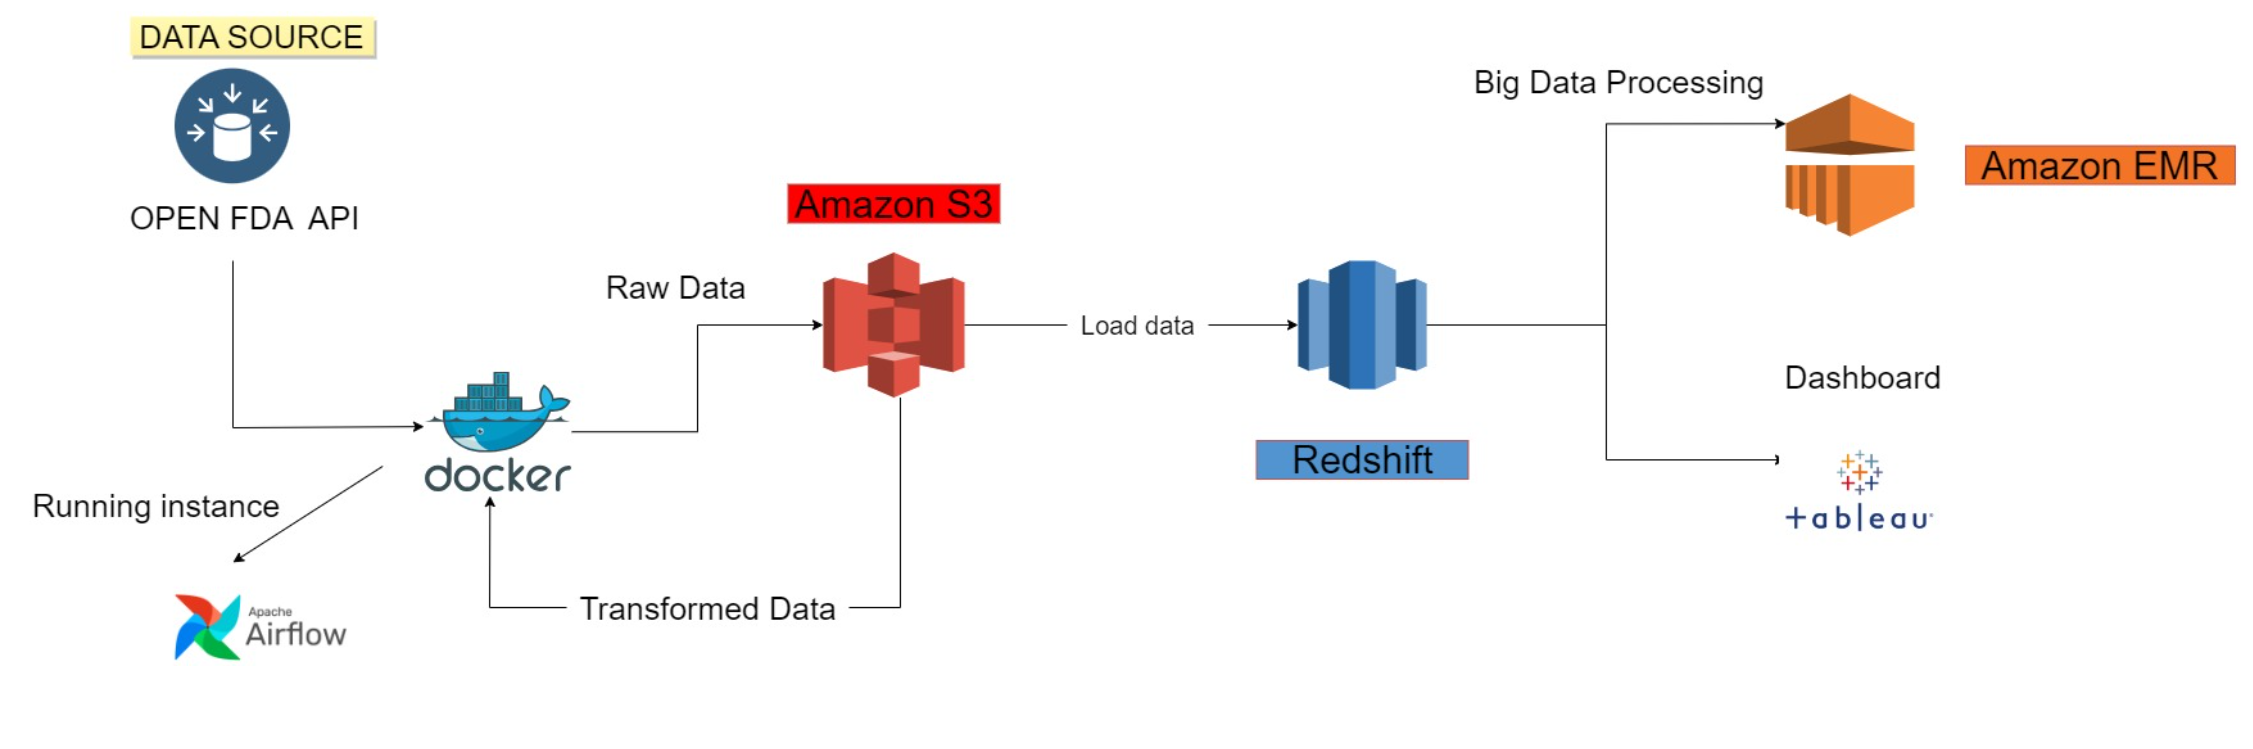 DATA SOURCE
OPEN FDA API
Running instance
Apache
Airflow
docker
Raw Data
Transformed Data
Amazon S3
Load data
Redshift
Big Data Processing
Amazon EMR
Dashboard
+ableau